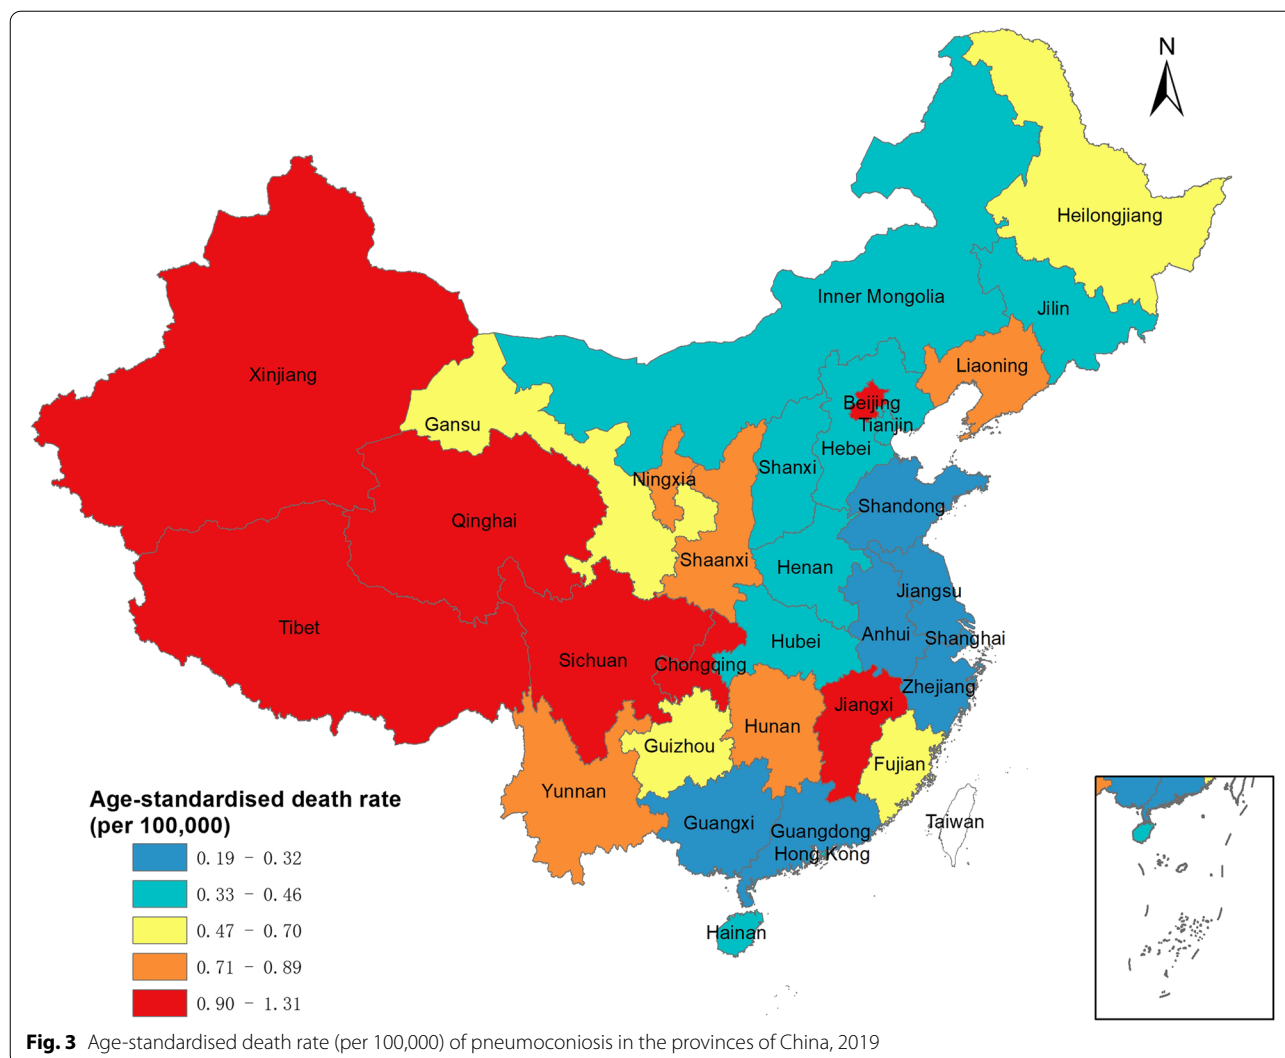 N
Heilongjiang
Inner Mongolia
Jilin
Xinjiang
Liaoning
Beijing
Gansu
Tianjin
Hebei
Shanxi
Ningxia
Shandong
Qinghai
Shaanxi
Henan
Jiangsu
Tibet
Anhui
Shanghai
Hubei
Sichuan
Chongqing
Zhejiang
Jiangxi
Hunan
Guizhou
Fujian
Yunnan
Guangxi
Guangdong
Taiwan
Hong Kong
Hainan
Age-standardised death rate
(per 100,000)
0.19 - 0.32
0.33 - 0.46
0.47 - 0.70
0.71 - 0.89
0.90 - 1.31
Fig. 3 Age-standardised death rate (per 100,000) of pneumoconiosis in the provinces of China, 2019